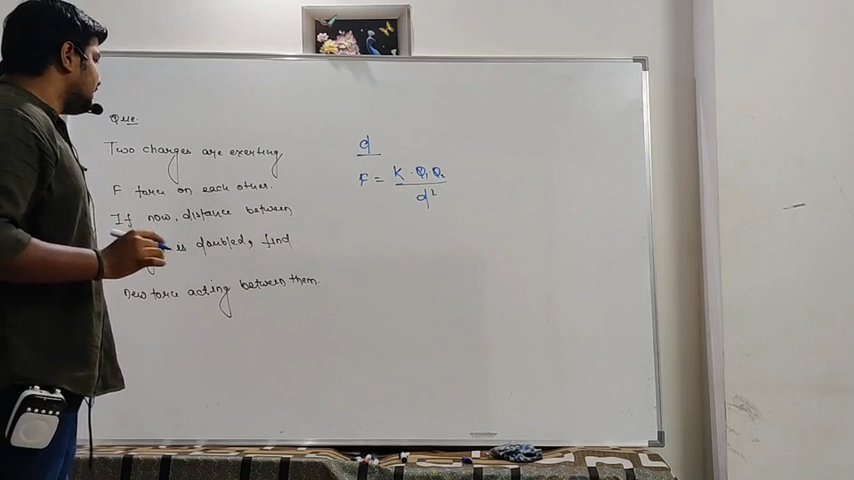 Que.
Two charges are exerting
F force on each other.
If now, distance between
is doubled, find
new force acting between them.
d
F = K · Q₁ Q₂
d²